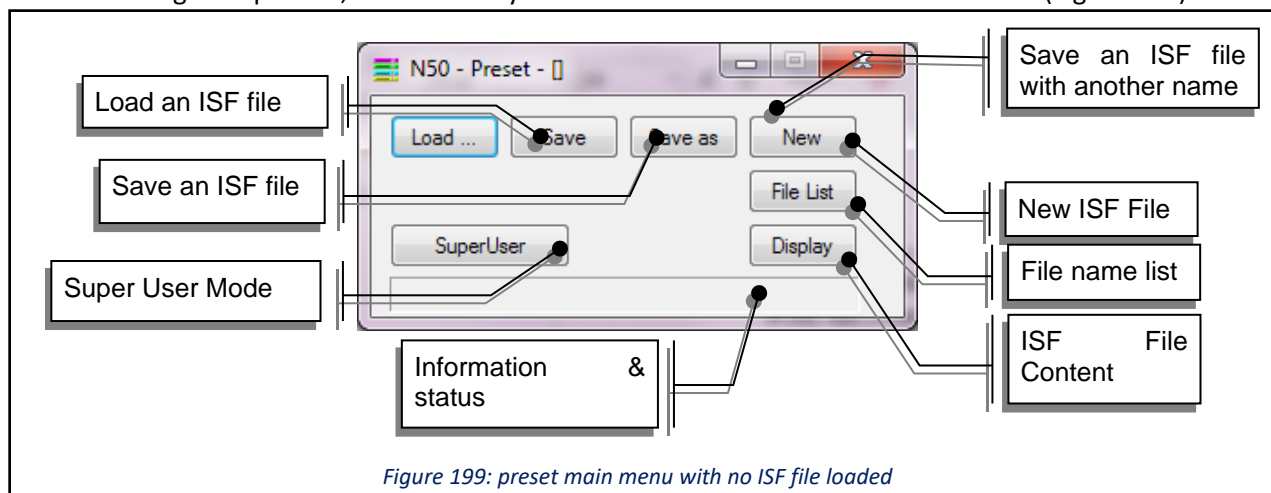 Save an ISF file
with another name
N50 - Preset - []
Load an ISF file
Load ...
Save
Save as
New
Save an ISF file
File List
New ISF File
SuperUser
Display
File name list
Super User Mode
Information &
status
ISF File
Content
Figure 199: preset main menu with no ISF file loaded